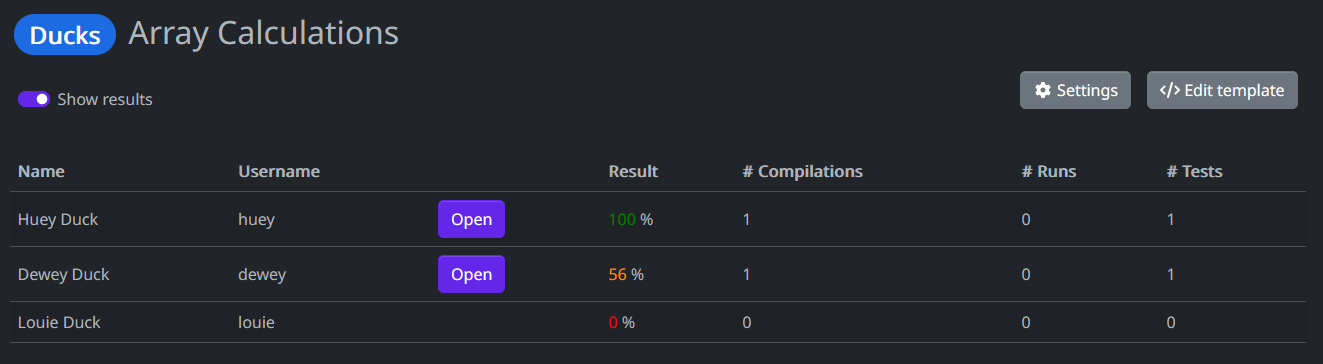 Ducks Array Calculations
Show results
Settings </> Edit template
Name Username Result # Compilations # Runs # Tests
Huey Duck huey Open 100 % 1 0 1
Dewey Duck dewey Open 56 % 1 0 1
Louie Duck louie 0 % 0 0 0